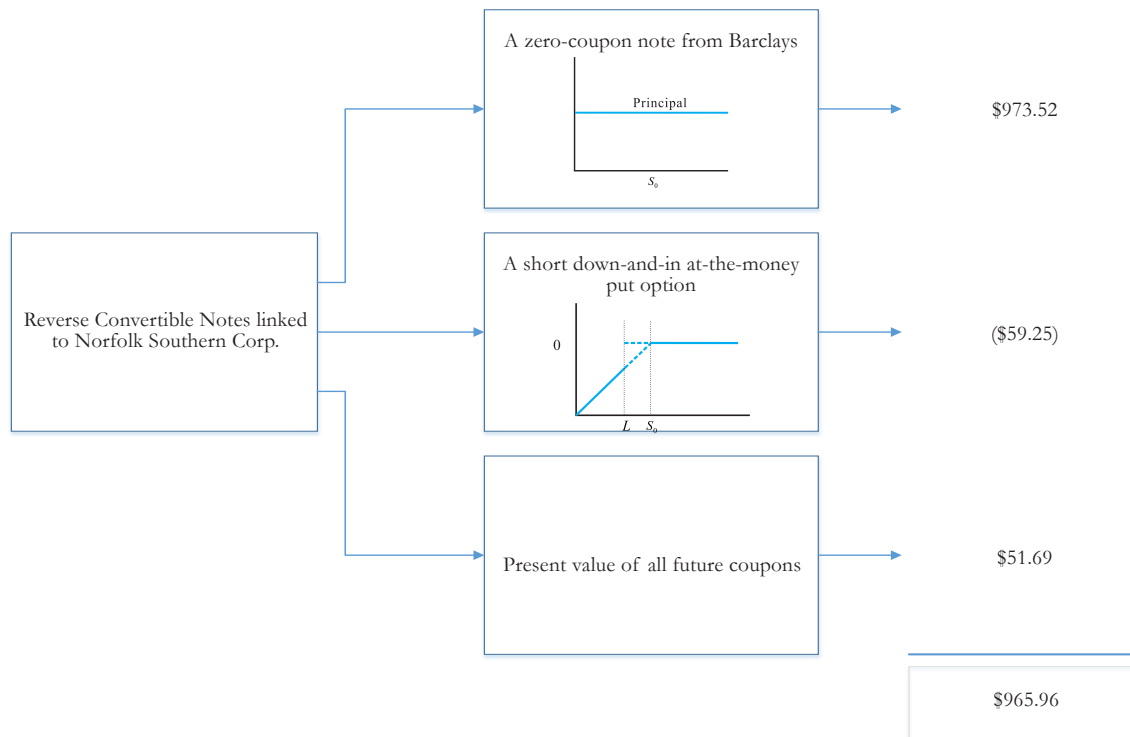 A zero-coupon note from Barclays
Principal
S₀
$973.52
Reverse Convertible Notes linked
to Norfolk Southern Corp.
A short down-and-in at-the-money
put option
0
L S₀
($59.25)
Present value of all future coupons
$51.69
$965.96